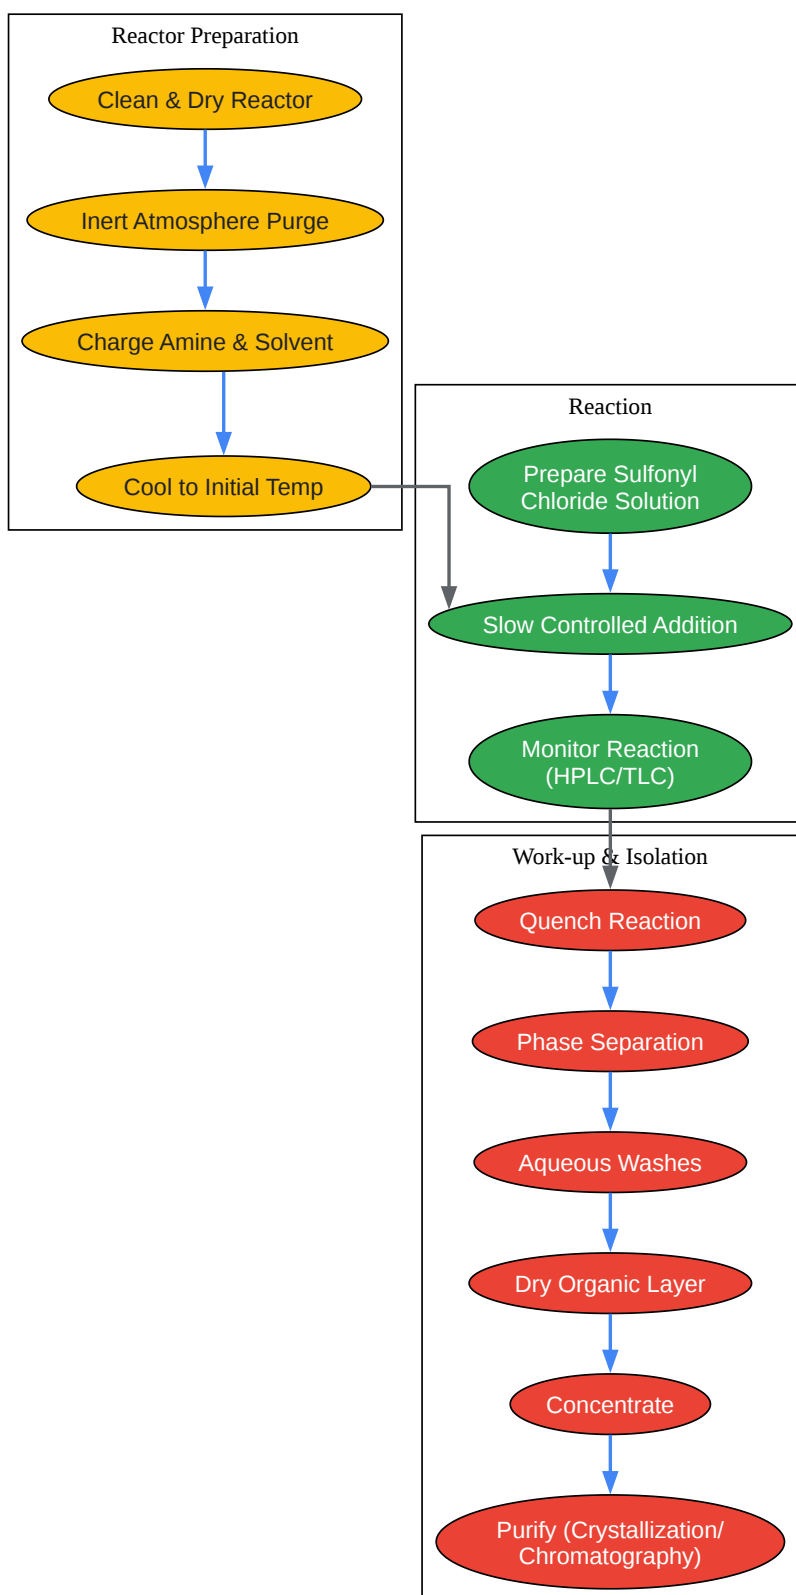 Reactor Preparation
Clean & Dry Reactor
Inert Atmosphere Purge
Charge Amine & Solvent
Cool to Initial Temp
Reaction
Prepare Sulfonyl
Chloride Solution
Slow Controlled Addition
Monitor Reaction
(HPLC/TLC)
Work-up & Isolation
Quench Reaction
Phase Separation
Aqueous Washes
Dry Organic Layer
Concentrate
Purify (Crystallization/
Chromatography)